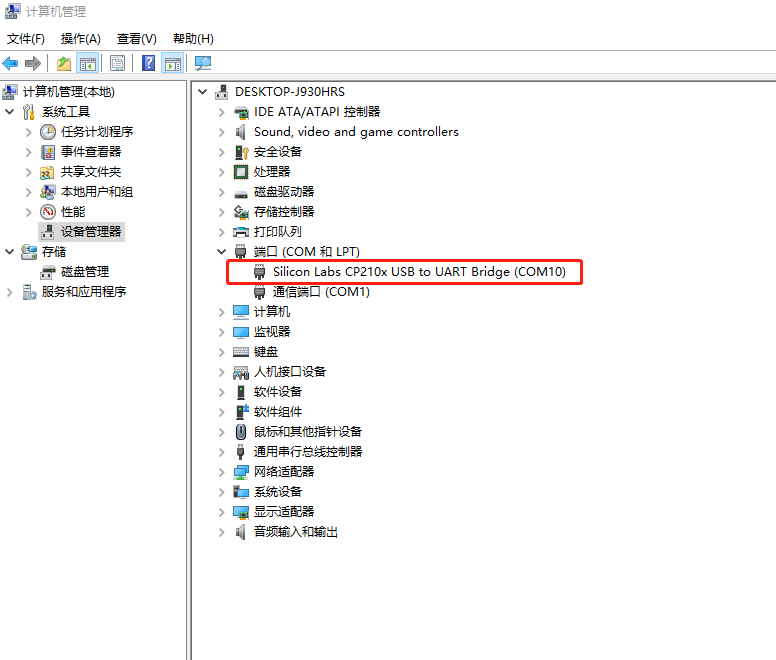 计算机管理
文件(F) 操作(A) 查看(V) 帮助(H)
计算机管理(本地)
系统工具
任务计划程序
事件查看器
共享文件夹
本地用户和组
性能
设备管理器
存储
磁盘管理
服务和应用程序
DESKTOP-J930HRS
IDE ATA/ATAPI 控制器
Sound, video and game controllers
安全设备
处理器
磁盘驱动器
存储控制器
打印队列
端口 (COM 和 LPT)
Silicon Labs CP210x USB to UART Bridge (COM10)
通信端口 (COM1)
计算机
监视器
键盘
人机接口设备
软件设备
软件组件
鼠标和其他指针设备
通用串行总线控制器
网络适配器
系统设备
显示适配器
音频输入和输出